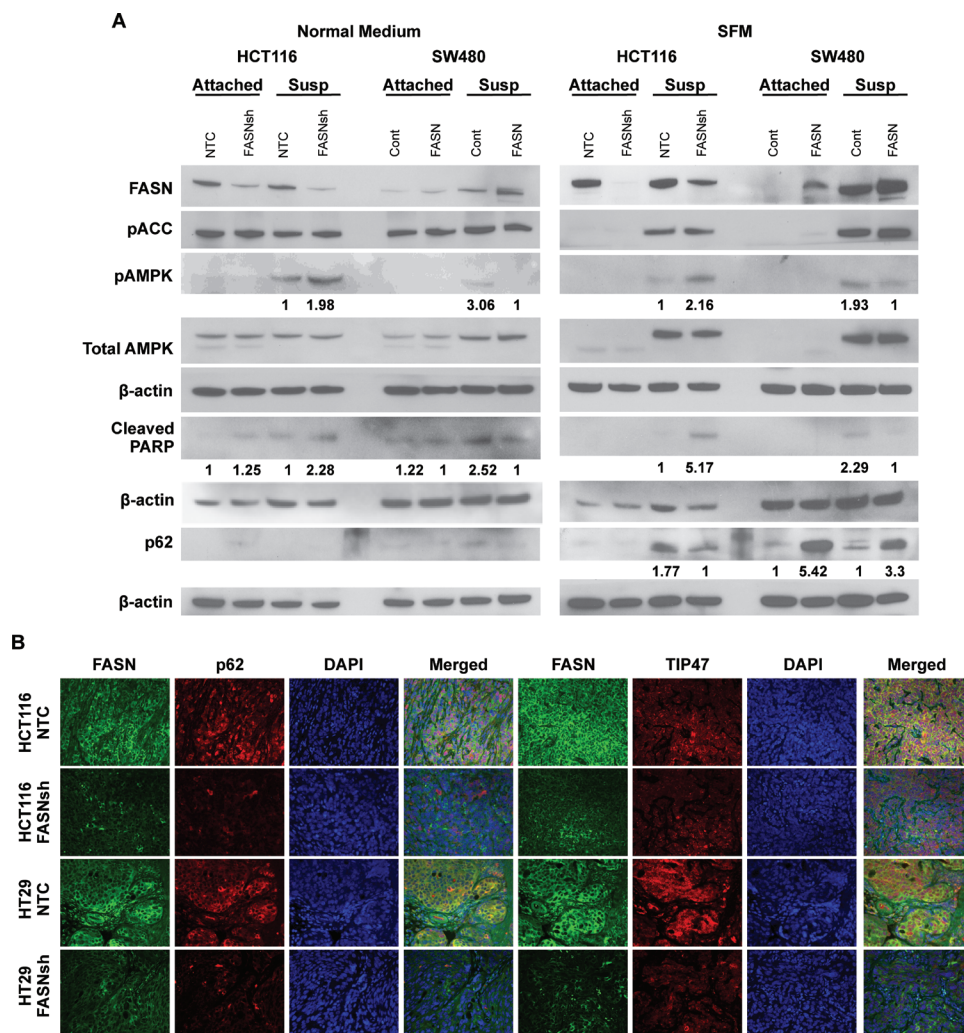 A
Normal Medium SFM
HCT116 SW480 HCT116 SW480
Attached Susp Attached Susp Attached Susp Attached Susp
NTC FASNsh NTC FASNsh Cont FASN Cont FASN NTC FASNsh NTC FASNsh Cont FASN Cont FASN
FASN
pACC
pAMPK
1 1.98 3.06 1 1 2.16 1.93 1
Total AMPK
β-actin
Cleaved
PARP
1 1.25 1 2.28 1.22 1 2.52 1 1 5.17 2.29 1
β-actin
p62
1.77 1 1 5.42 1 3.3
β-actin
B
FASN p62 DAPI Merged FASN TIP47 DAPI Merged
HCT116
NTC
HCT116
FASNsh
HT29
NTC
HT29
FASNsh